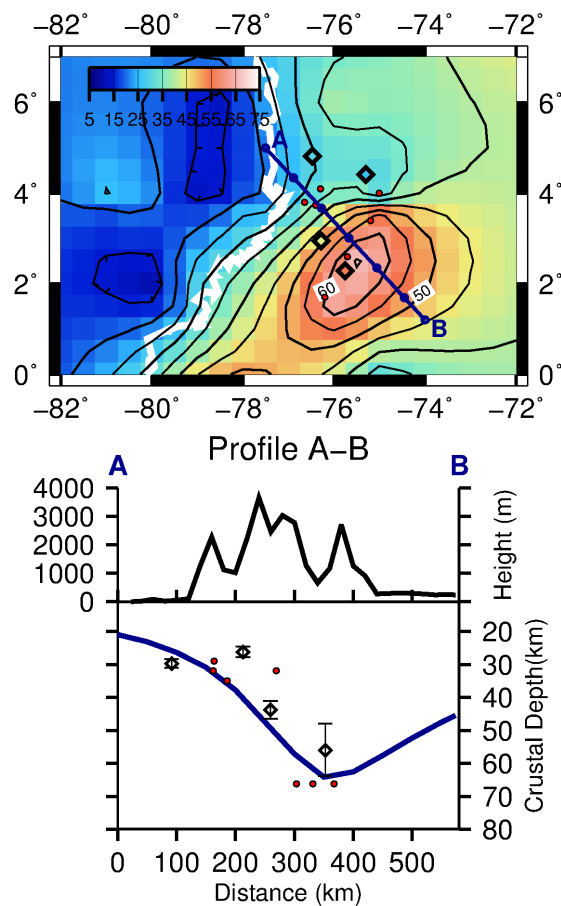 −82˚ −80˚ −78˚ −76˚ −74˚ −72˚
6˚ 6˚
5 15 25 35 45 55 65 75
A
4˚ 4˚
2˚ 60 50 2˚
B
0˚ 0˚
−82˚ −80˚ −78˚ −76˚ −74˚ −72˚
Profile A−B
A B
4000
3000
2000
1000
0
Height (m)
20
30
40
50
60
70
80
Crustal Depth(km)
0 100 200 300 400 500
Distance (km)